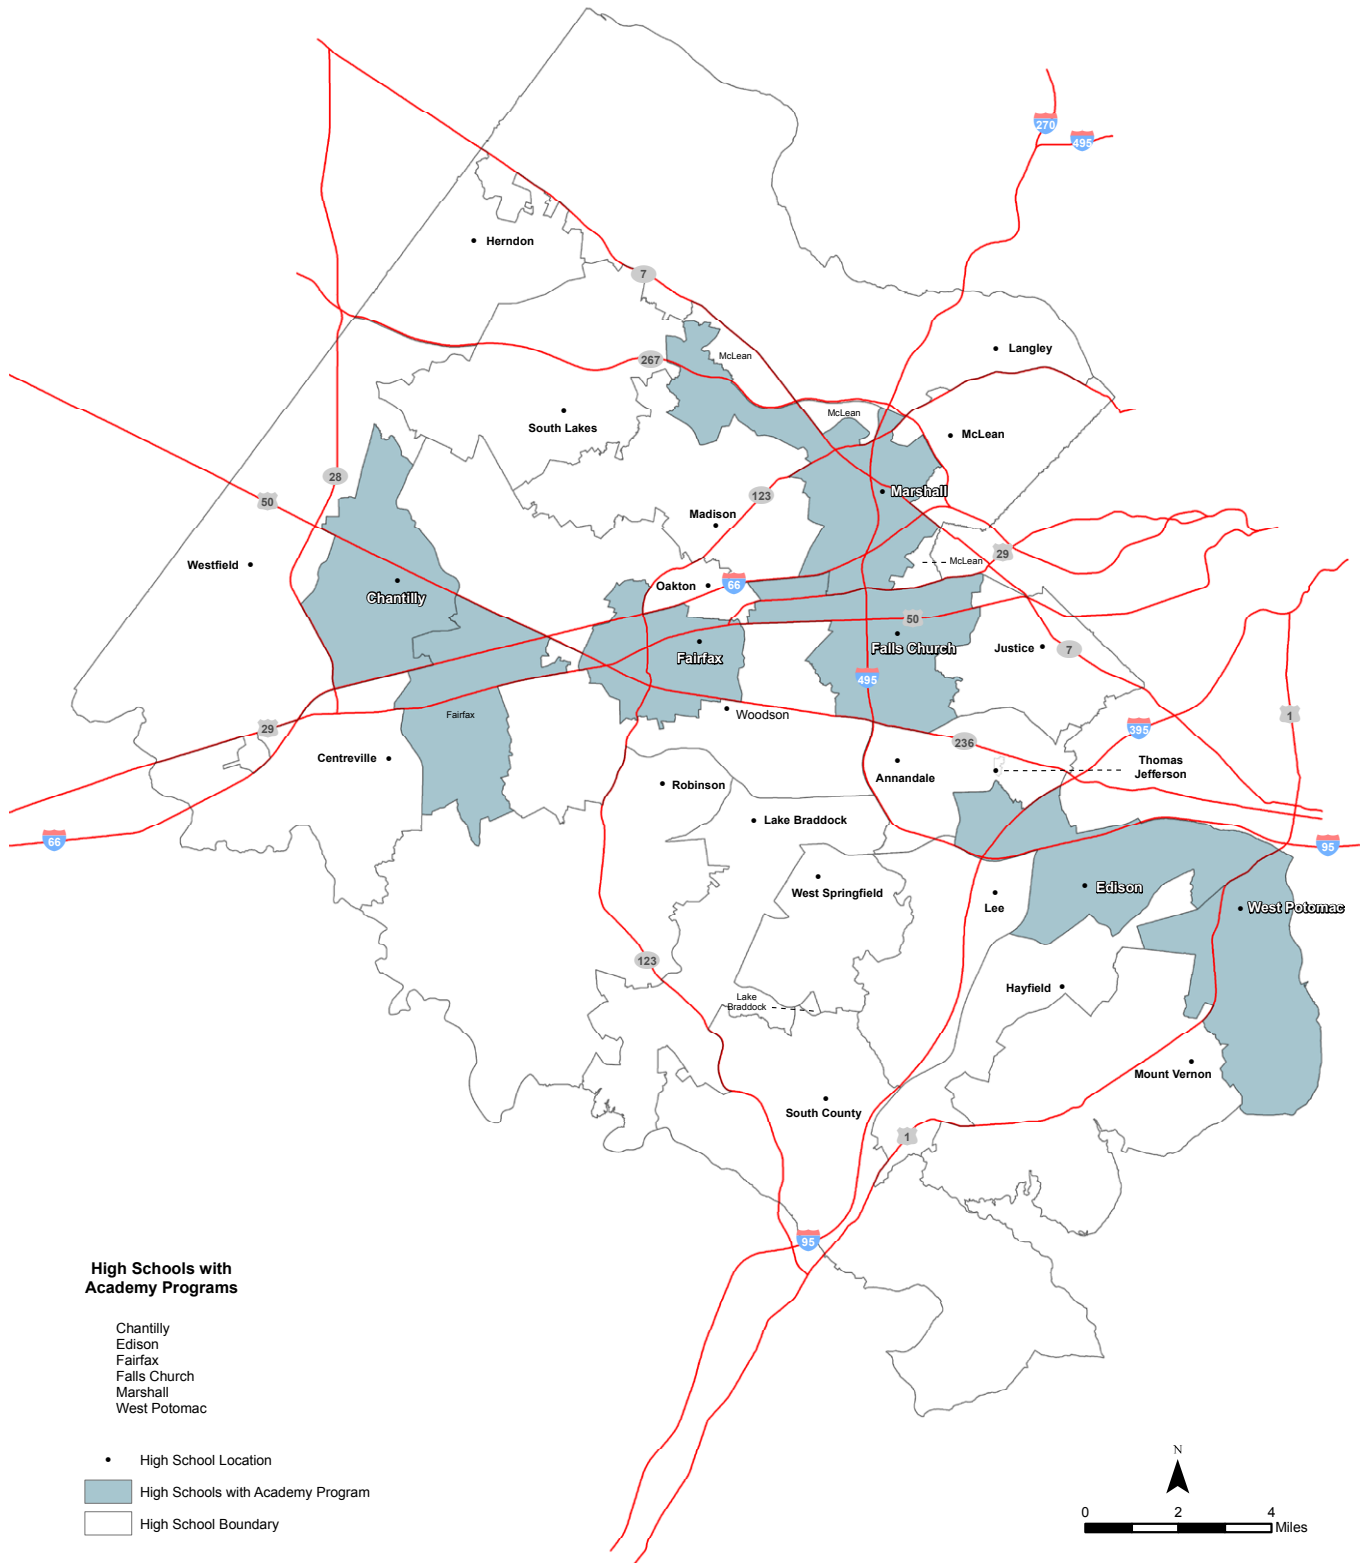 270
495
Herndon
7
Langley
267
McLean
McLean
South Lakes
McLean
28
50
123
Marshall
Madison
29
McLean
Westfield
Oakton
66
Chantilly
50
Falls Church
Justice
7
Fairfax
495
Fairfax
Woodson
1
29
395
236
Centreville
Annandale
Thomas
Jefferson
Robinson
Lake Braddock
66
95
West Springfield
Edison
Lee
West Potomac
123
Hayfield
Lake
Braddock
Mount Vernon
South County
1
95
High Schools with
Academy Programs
Chantilly
Edison
Fairfax
Falls Church
Marshall
West Potomac
High School Location
High Schools with Academy Program
High School Boundary
N
0 2 4
Miles